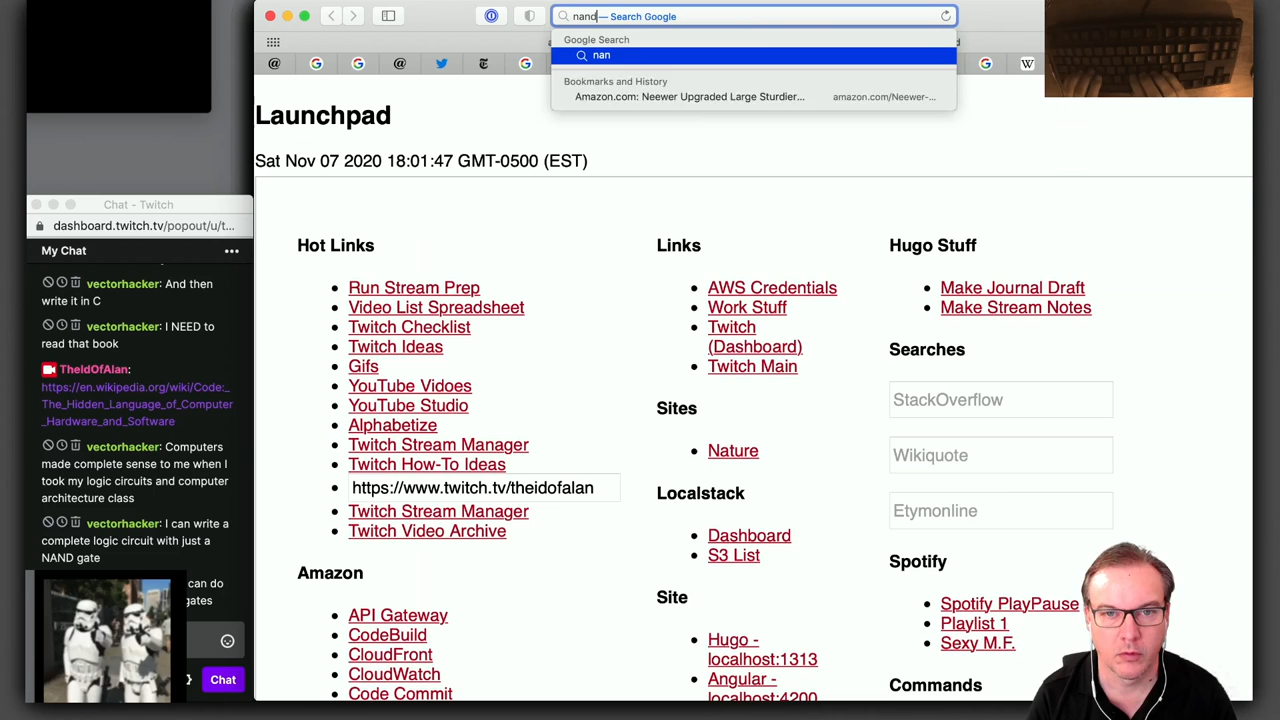 nand — Search Google
Google Search
nan
Bookmarks and History
Amazon.com: Neewer Upgraded Large Sturdier... amazon.com/Neewer-...
Launchpad
Sat Nov 07 2020 18:01:47 GMT-0500 (EST)
Chat - Twitch
dashboard.twitch.tv/popout/u/t...
My Chat
vectorhacker: And then
write it in C
vectorhacker: I NEED to
read that book
TheIdOfAlan:
https://en.wikipedia.org/wiki/Code:_
The_Hidden_Language_of_Computer
_Hardware_and_Software
vectorhacker: Computers
made complete sense to me when I
took my logic circuits and computer
architecture class
vectorhacker: I can write a
complete logic circuit with just a
NAND gate
can do
gates
Chat
Hot Links
Run Stream Prep
Video List Spreadsheet
Twitch Checklist
Twitch Ideas
Gifs
YouTube Vidoes
YouTube Studio
Alphabetize
Twitch Stream Manager
Twitch How-To Ideas
https://www.twitch.tv/theidofalan
Twitch Stream Manager
Twitch Video Archive
Amazon
API Gateway
CodeBuild
CloudFront
CloudWatch
Code Commit
Links
AWS Credentials
Work Stuff
Twitch
(Dashboard)
Twitch Main
Sites
Nature
Localstack
Dashboard
S3 List
Site
Hugo -
localhost:1313
Angular -
localhost:4200
Hugo Stuff
Make Journal Draft
Make Stream Notes
Searches
StackOverflow
Wikiquote
Etymonline
Spotify
Spotify PlayPause
Playlist 1
Sexy M.F.
Commands